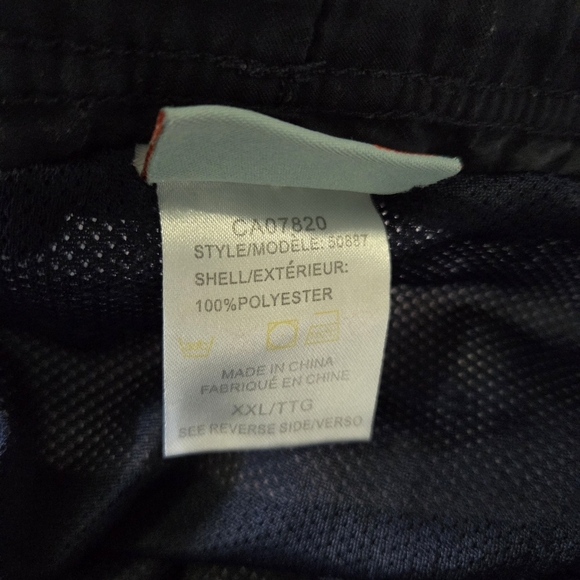 CA07820
STYLE/MODÈLE: 50887
SHELL/EXTÉRIEUR:
100%POLYESTER
MADE IN CHINA
FABRIQUÉ EN CHINE
XXL/TTG
SEE REVERSE SIDE/VERSO